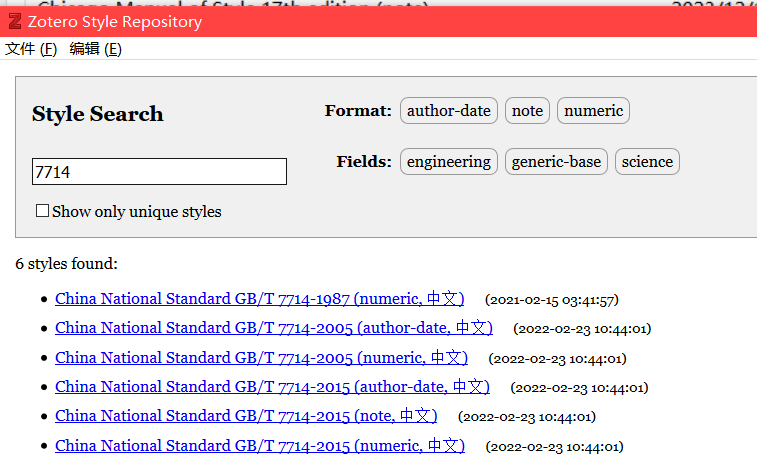 Chicago Manual of Style 17th edition (note)
Zotero Style Repository
文件 (F) 编辑 (E)
Style Search
Format: author-date note numeric
7714
Fields: engineering generic-base science
Show only unique styles
6 styles found:
China National Standard GB/T 7714-1987 (numeric, 中文) (2021-02-15 03:41:57)
China National Standard GB/T 7714-2005 (author-date, 中文) (2022-02-23 10:44:01)
China National Standard GB/T 7714-2005 (numeric, 中文) (2022-02-23 10:44:01)
China National Standard GB/T 7714-2015 (author-date, 中文) (2022-02-23 10:44:01)
China National Standard GB/T 7714-2015 (note, 中文) (2022-02-23 10:44:01)
China National Standard GB/T 7714-2015 (numeric, 中文) (2022-02-23 10:44:01)